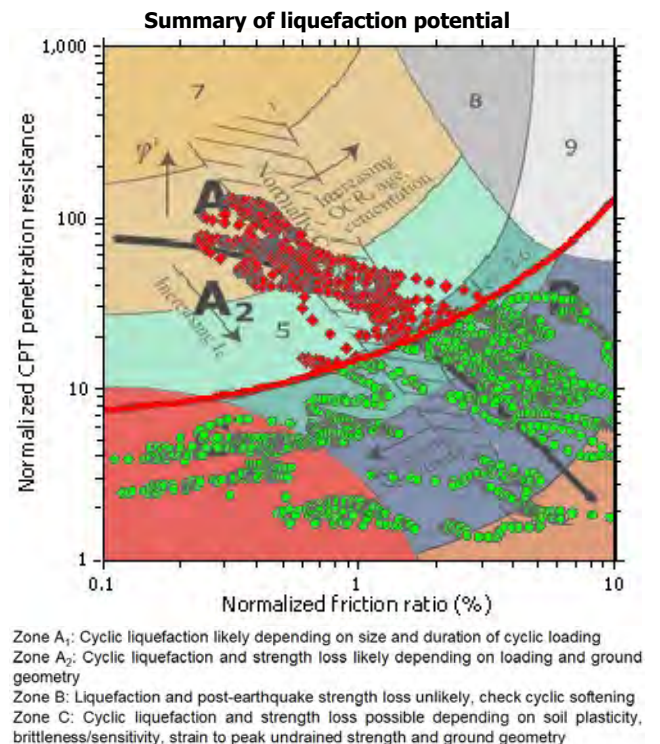 Summary of liquefaction potential
1,000
7
8
9
φ'
Increasing
OCR, age,
cementation
Normally
A
100
Normalized CPT penetration resistance
A2
Increasing Ic
5
B
10
1
0.1
1
10
Normalized friction ratio (%)
Zone A1: Cyclic liquefaction likely depending on size and duration of cyclic loading
Zone A2: Cyclic liquefaction and strength loss likely depending on loading and ground
geometry
Zone B: Liquefaction and post-earthquake strength loss unlikely, check cyclic softening
Zone C: Cyclic liquefaction and strength loss possible depending on soil plasticity,
brittleness/sensitivity, strain to peak undrained strength and ground geometry